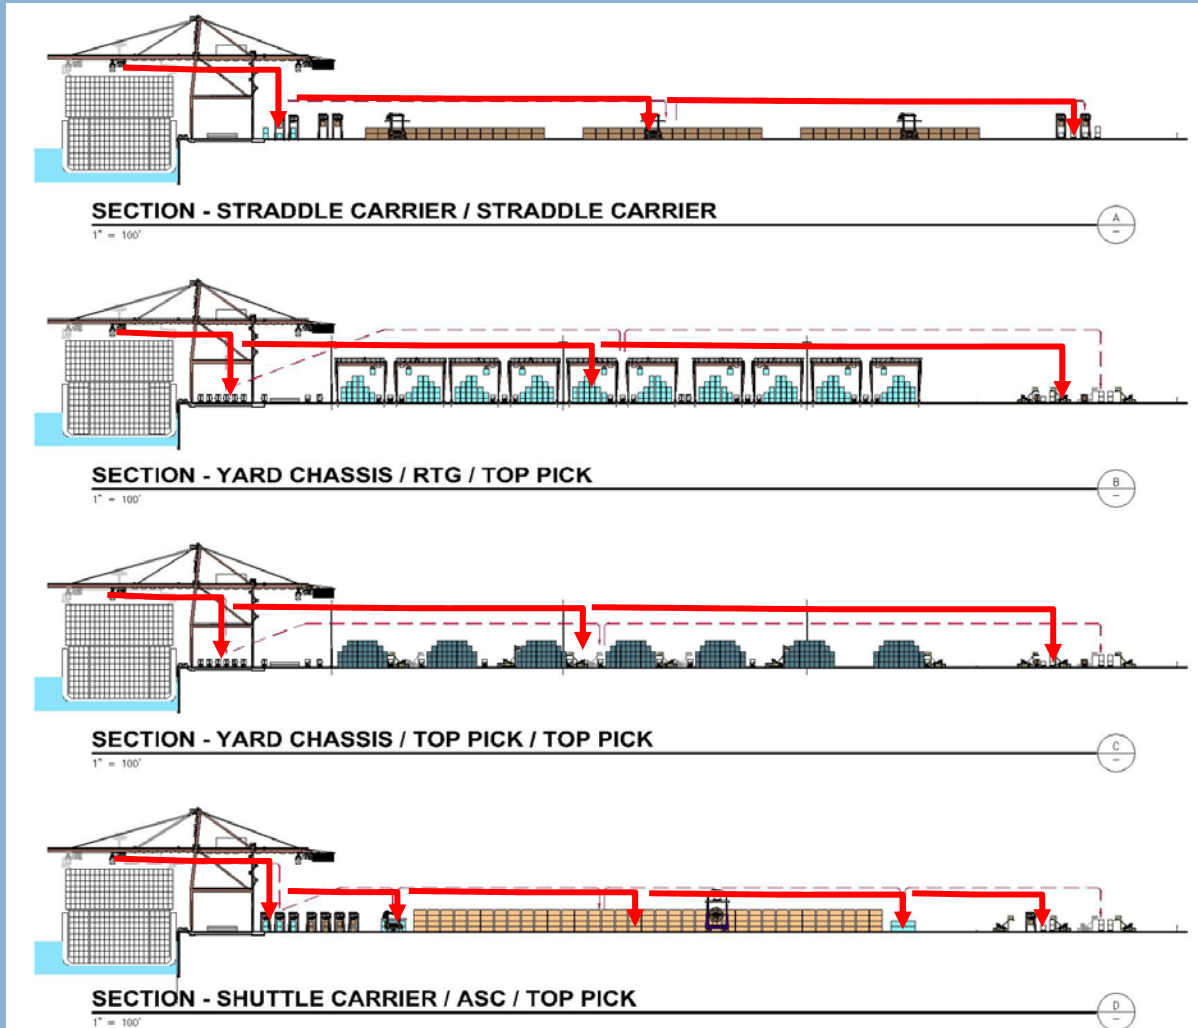 SECTION - STRADDLE CARRIER / STRADDLE CARRIER
1" = 100'
A
–
SECTION - YARD CHASSIS / RTG / TOP PICK
1" = 100'
B
–
SECTION - YARD CHASSIS / TOP PICK / TOP PICK
1" = 100'
C
–
SECTION - SHUTTLE CARRIER / ASC / TOP PICK
1" = 100'
D
–